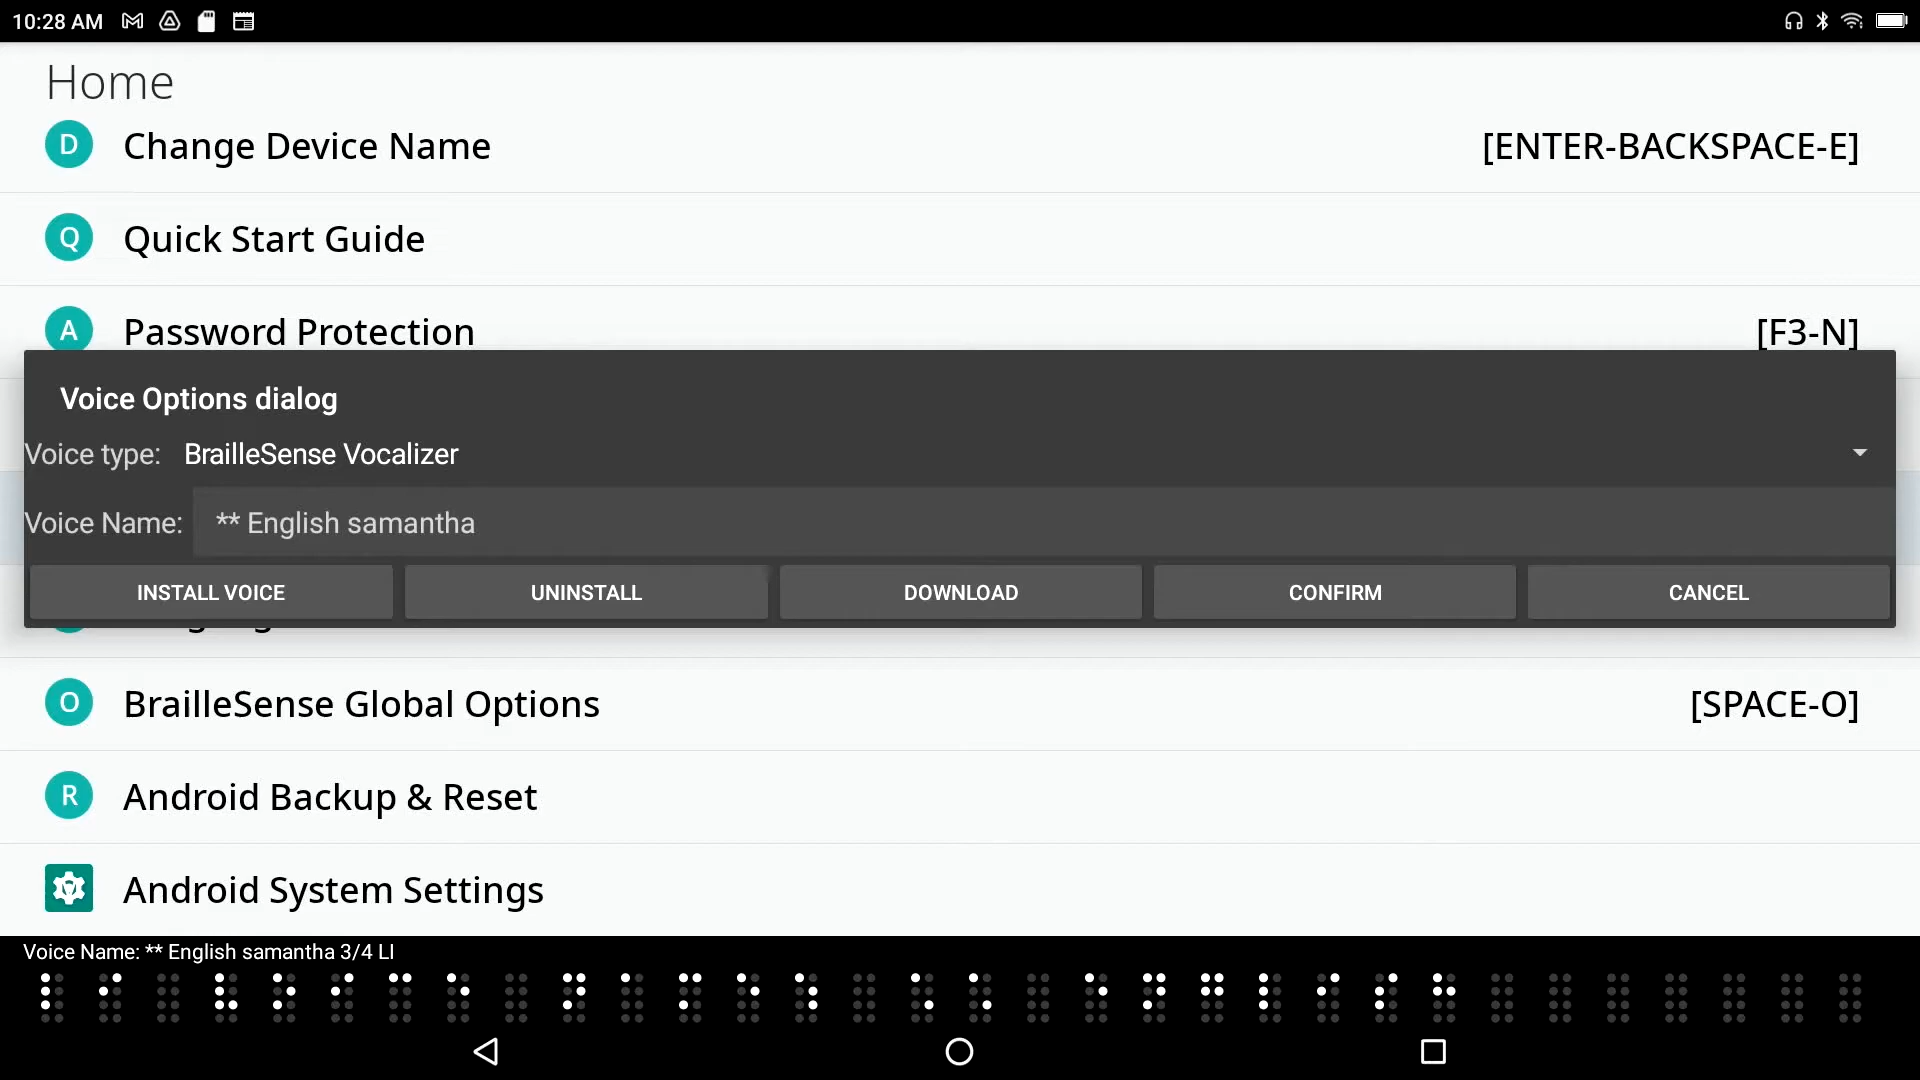 10:28 AM
Home
D Change Device Name [ENTER-BACKSPACE-E]
Q Quick Start Guide
A Password Protection [F3-N]
Voice Options dialog
Voice type: BrailleSense Vocalizer
Voice Name: ** English samantha
INSTALL VOICE UNINSTALL DOWNLOAD CONFIRM CANCEL
O BrailleSense Global Options [SPACE-O]
R Android Backup & Reset
Android System Settings
Voice Name: ** English samantha 3/4 LI